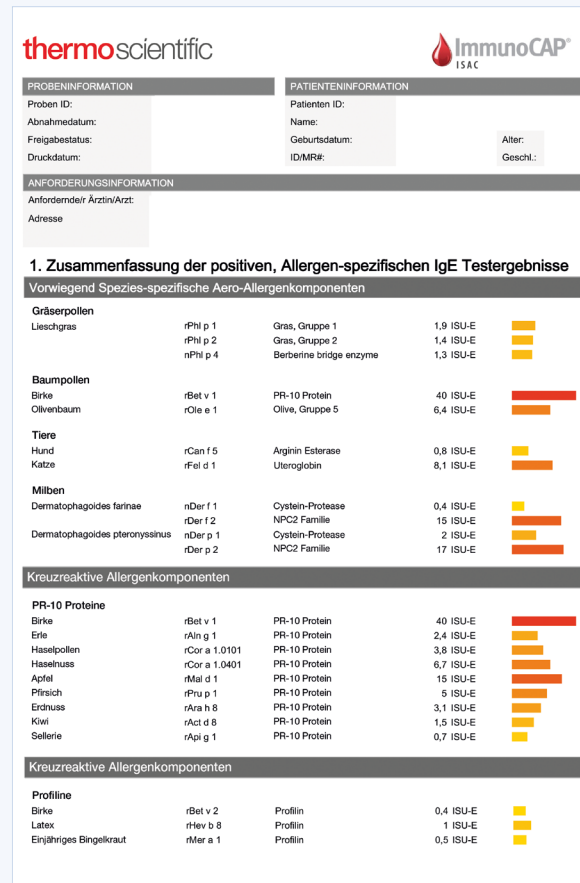 thermoscientific
ImmunoCAP®
ISAC
PROBENINFORMATION
PATIENTENINFORMATION
Proben ID:
Patienten ID:
Abnahmedatum:
Name:
Freigabestatus:
Geburtsdatum:
Alter:
Druckdatum:
ID/MR#:
Geschl.:
ANFORDERUNGSINFORMATION
Anfordernde/r Ärztin/Arzt:
Adresse
1. Zusammenfassung der positiven, Allergen-spezifischen IgE Testergebnisse
Vorwiegend Spezies-spezifische Aero-Allergenkomponenten
Gräserpollen
Lieschgras rPhl p 1 Gras, Gruppe 1 1,9 ISU-E
rPhl p 2 Gras, Gruppe 2 1,4 ISU-E
nPhl p 4 Berberine bridge enzyme 1,3 ISU-E
Baumpollen
Birke rBet v 1 PR-10 Protein 40 ISU-E
Olivenbaum rOle e 1 Olive, Gruppe 5 6,4 ISU-E
Tiere
Hund rCan f 5 Arginin Esterase 0,8 ISU-E
Katze rFel d 1 Uteroglobin 8,1 ISU-E
Milben
Dermatophagoides farinae nDer f 1 Cystein-Protease 0,4 ISU-E
rDer f 2 NPC2 Familie 15 ISU-E
Dermatophagoides pteronyssinus nDer p 1 Cystein-Protease 2 ISU-E
rDer p 2 NPC2 Familie 17 ISU-E
Kreuzreaktive Allergenkomponenten
PR-10 Proteine
Birke rBet v 1 PR-10 Protein 40 ISU-E
Erle rAln g 1 PR-10 Protein 2,4 ISU-E
Haselpollen rCor a 1.0101 PR-10 Protein 3,8 ISU-E
Haselnuss rCor a 1.0401 PR-10 Protein 6,7 ISU-E
Apfel rMal d 1 PR-10 Protein 15 ISU-E
Pfirsich rPru p 1 PR-10 Protein 5 ISU-E
Erdnuss rAra h 8 PR-10 Protein 3,1 ISU-E
Kiwi rAct d 8 PR-10 Protein 1,5 ISU-E
Sellerie rApi g 1 PR-10 Protein 0,7 ISU-E
Kreuzreaktive Allergenkomponenten
Profiline
Birke rBet v 2 Profilin 0,4 ISU-E
Latex rHev b 8 Profilin 1 ISU-E
Einjähriges Bingelkraut rMer a 1 Profilin 0,5 ISU-E